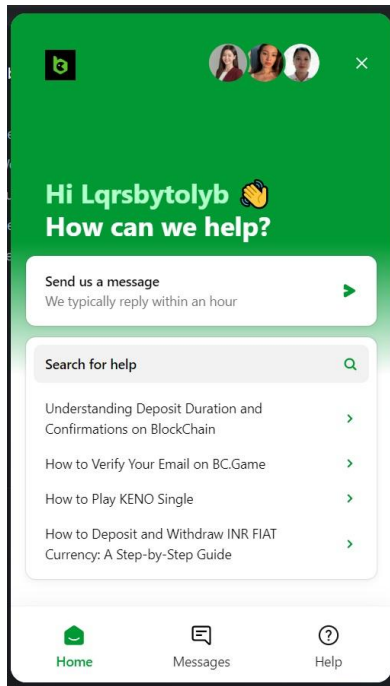 Hi Lqrsbytolyb 👋
How can we help?
Send us a message
We typically reply within an hour
Search for help
Understanding Deposit Duration and
Confirmations on BlockChain
How to Verify Your Email on BC.Game
How to Play KENO Single
How to Deposit and Withdraw INR FIAT
Currency: A Step-by-Step Guide
Home
Messages
Help